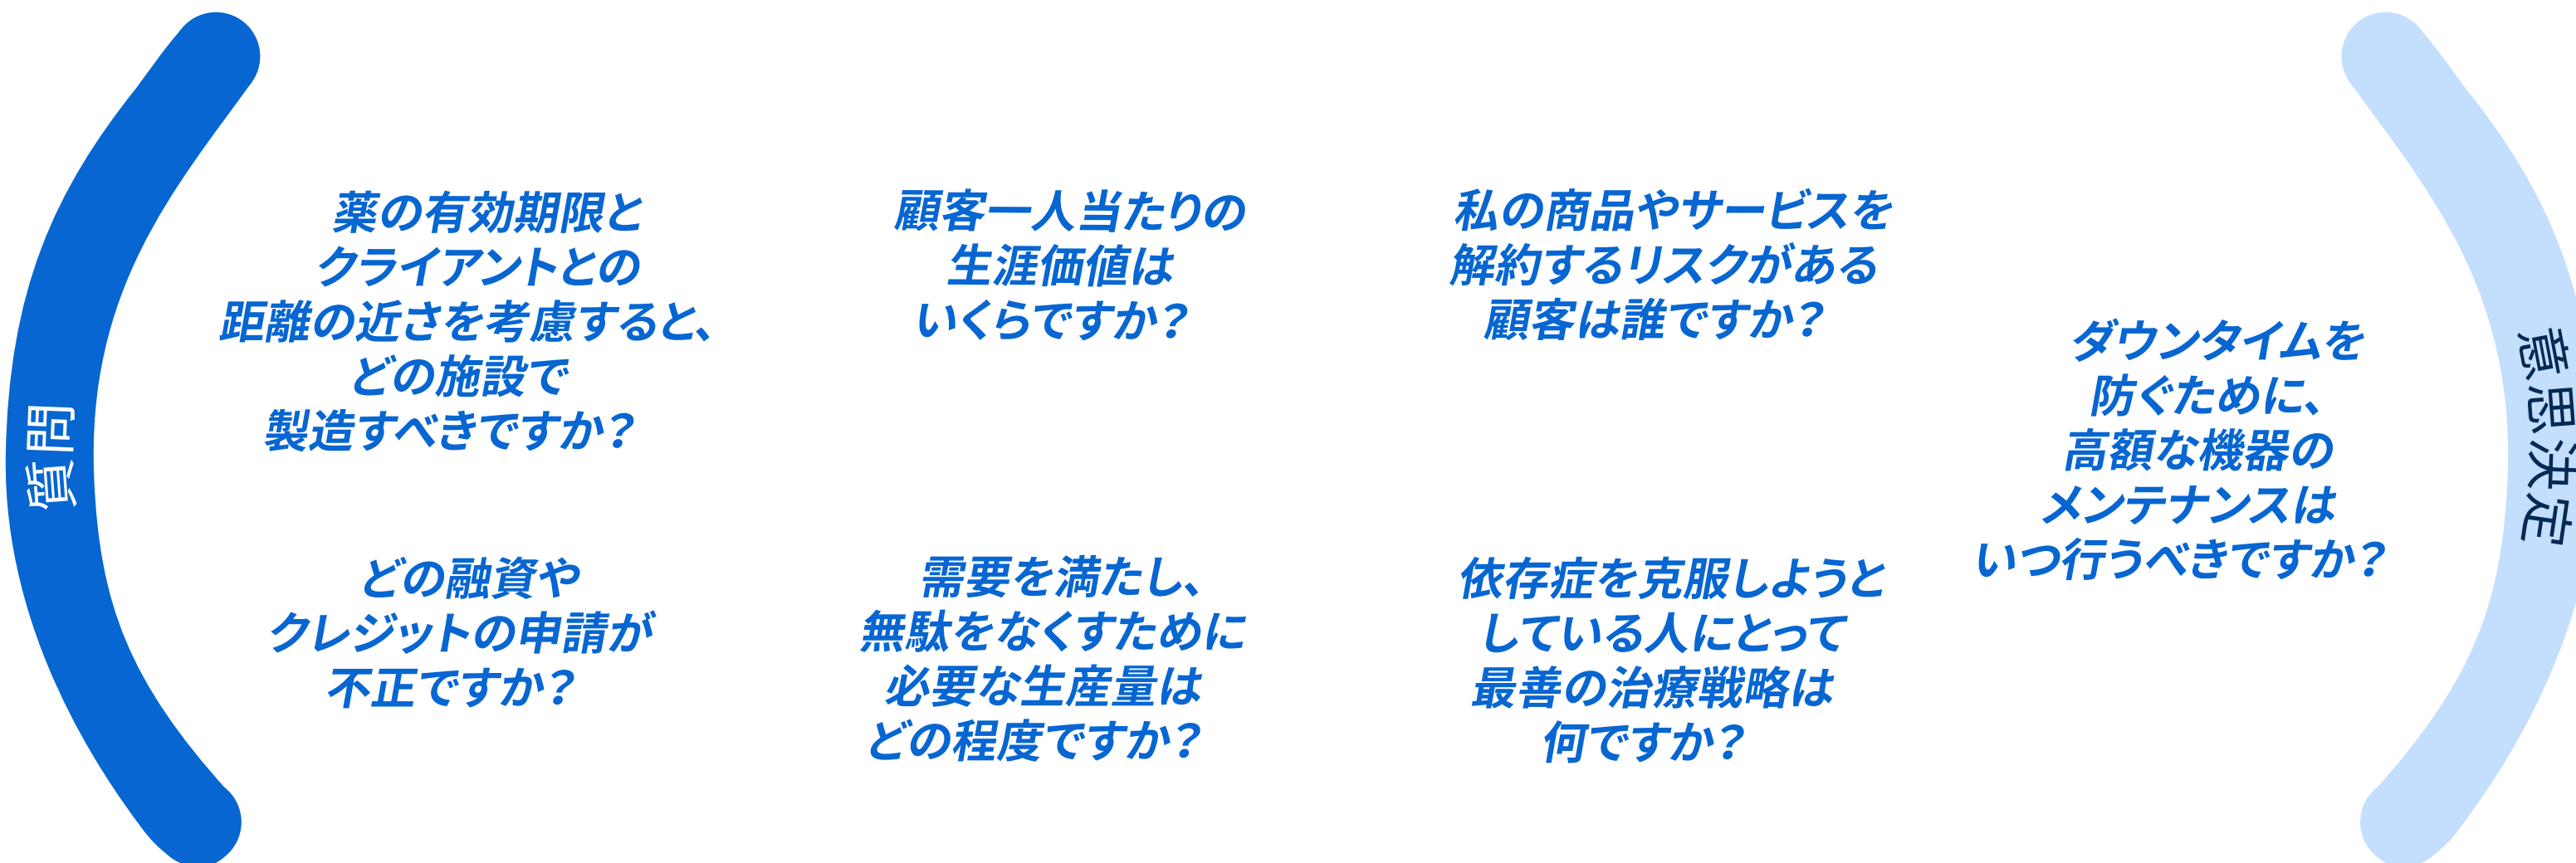 質問
薬の有効期限と
クライアントとの
距離の近さを考慮すると、
どの施設で
製造すべきですか？
顧客一人当たりの
生涯価値は
いくらですか？
私の商品やサービスを
解約するリスクがある
顧客は誰ですか？
ダウンタイムを
防ぐために、
高額な機器の
メンテナンスは
いつ行うべきですか？
どの融資や
クレジットの申請が
不正ですか？
需要を満たし、
無駄をなくすために
必要な生産量は
どの程度ですか？
依存症を克服しようと
している人にとって
最善の治療戦略は
何ですか？
意思決定